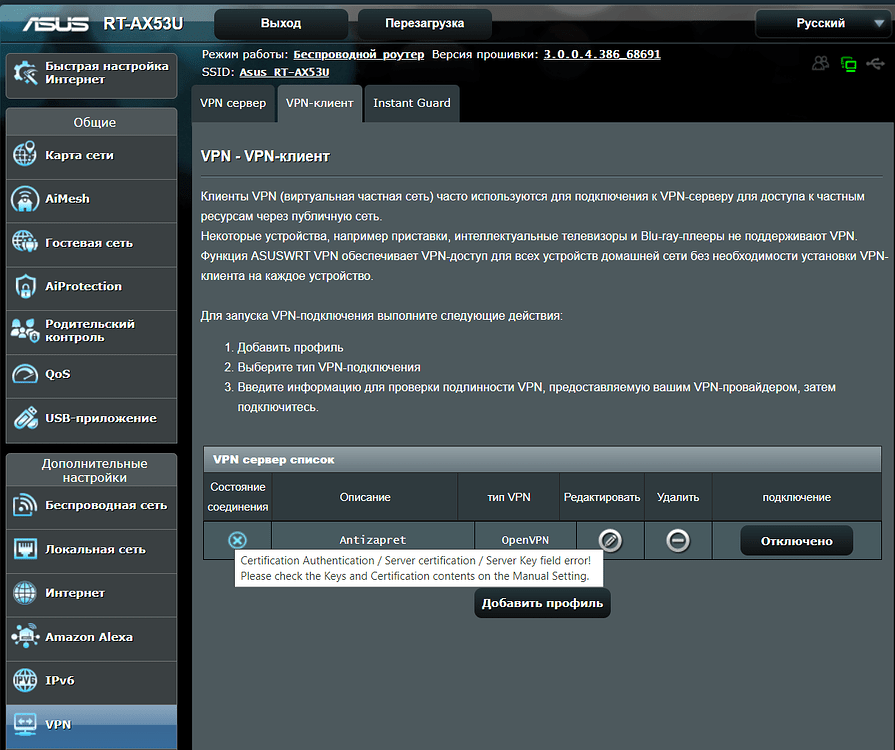 ASUS RT-AX53U
Выход
Перезагрузка
Русский
Режим работы: Беспроводной роутер Версия прошивки: 3.0.0.4.386_68691
SSID: Asus_RT-AX53U
Быстрая настройка
Интернет
Общие
Карта сети
AiMesh
Гостевая сеть
AiProtection
Родительский
контроль
QoS
USB-приложение
Дополнительные
настройки
Беспроводная сеть
Локальная сеть
Интернет
Amazon Alexa
IPv6
VPN
VPN сервер
VPN-клиент
Instant Guard
VPN - VPN-клиент
Клиенты VPN (виртуальная частная сеть) часто используются для подключения к VPN-серверу для доступа к частным
ресурсам через публичную сеть.
Некоторые устройства, например приставки, интеллектуальные телевизоры и Blu-ray-плееры не поддерживают VPN.
Функция ASUSWRT VPN обеспечивает VPN-доступ для всех устройств домашней сети без необходимости установки VPN-
клиента на каждое устройство.
Для запуска VPN-подключения выполните следующие действия:
1. Добавить профиль
2. Выберите тип VPN-подключения
3. Введите информацию для проверки подлинности VPN, предоставляемую вашим VPN-провайдером, затем
подключитесь.
VPN сервер список
Состояние
соединения
Описание
тип VPN
Редактировать
Удалить
подключение
Antizapret
OpenVPN
Отключено
Certification Authentication / Server certification / Server Key field error!
Please check the Keys and Certification contents on the Manual Setting.
Добавить профиль